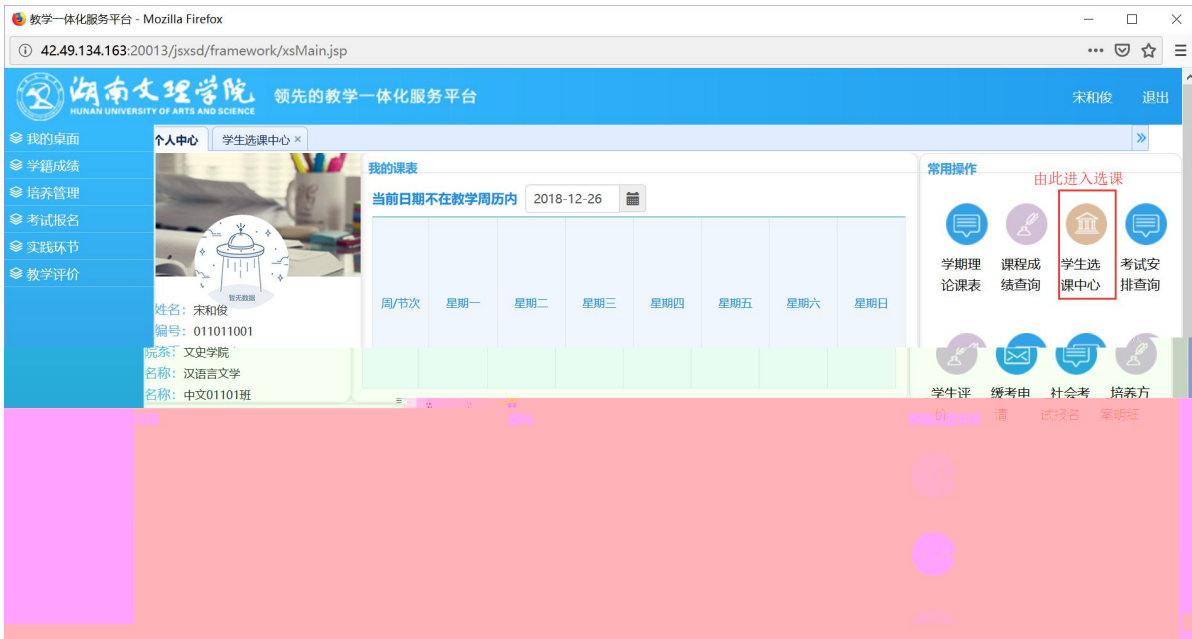 教学一体化服务平台 - Mozilla Firefox
42.49.134.163:20013/jsxsd/framework/xsMain.jsp
湖南文理学院
HUNAN UNIVERSITY OF ARTS AND SCIENCE
领先的教学一体化服务平台
宋和俊 退出
我的桌面
学籍成绩
培养管理
考试报名
实践环节
教学评价
个人中心 学生选课中心 ×
暂无数据
姓名：宋和俊
编号：011011001
院系：文史学院
名称：汉语言文学
名称：中文01101班
我的课表
当前日期不在教学周历内 2018-12-26
周/节次 星期一 星期二 星期三 星期四 星期五 星期六 星期日
常用操作
由此进入选课
学期理论课表
课程成绩查询
学生选课中心
考试安排查询
学生评价
缓考申请
社会考试报名
培养方案明细